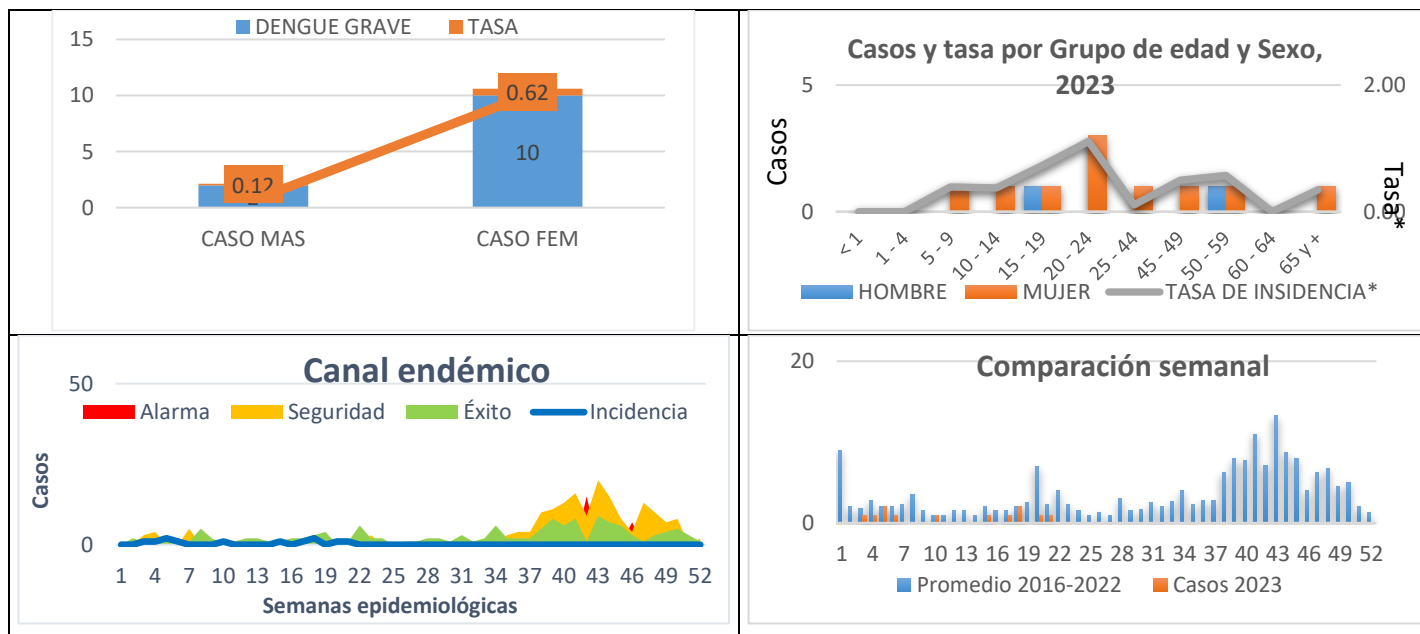 DENGUE GRAVE TASA
15
10
5
0
0.12
2
0.62
10
CASO MAS CASO FEM
Casos y tasa por Grupo de edad y Sexo,
2023
5
0
Casos
2.00
0.00
Tasa*
< 1 1 - 4 5 - 9 10 - 14 15 - 19 20 - 24 25 - 44 45 - 49 50 - 59 60 - 64 65 y +
HOMBRE MUJER TASA DE INSIDENCIA*
Canal endémico
50
0
Alarma Seguridad Éxito Incidencia
Casos
1 4 7 10 13 16 19 22 25 28 31 34 37 40 43 46 49 52
Semanas epidemiológicas
Comparación semanal
20
0
1 4 7 10 13 16 19 22 25 28 31 34 37 40 43 46 49 52
Promedio 2016-2022 Casos 2023